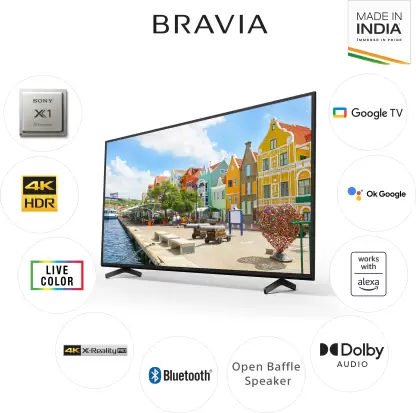 BRAVIA
MADE IN
INDIA
SONY
X1
Google TV
4K
HDR
Ok Google
LIVE
COLOR
works
with
alexa
4K X-Reality PRO
Bluetooth®
Open Baffle
Speaker
Dolby
AUDIO